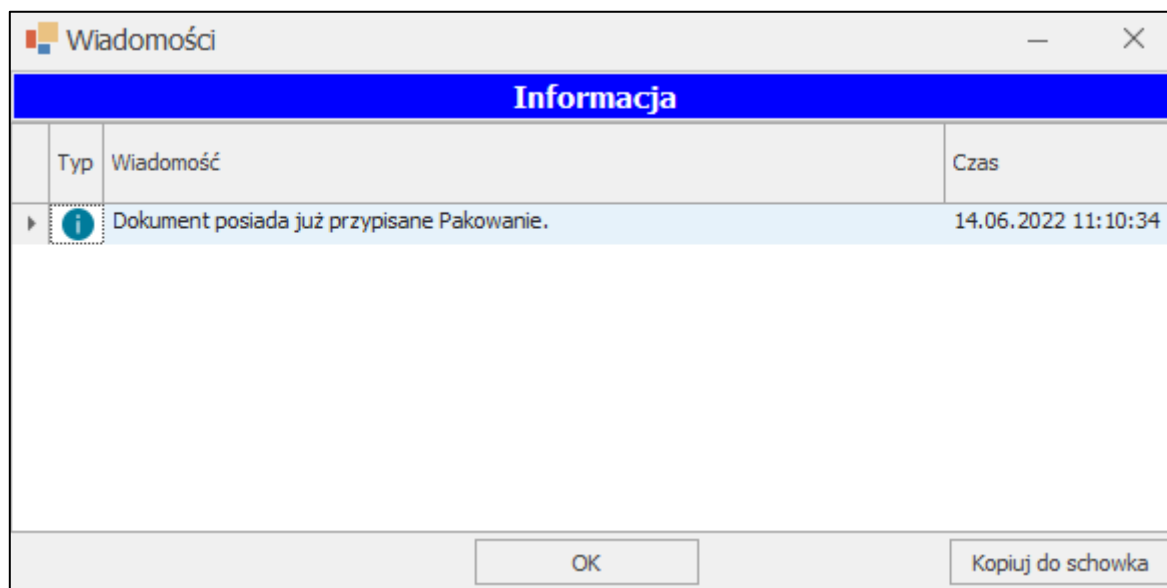 Wiadomości
Informacja
Typ Wiadomość Czas
Dokument posiada już przypisane Pakowanie. 14.06.2022 11:10:34
OK Kopiuj do schowka